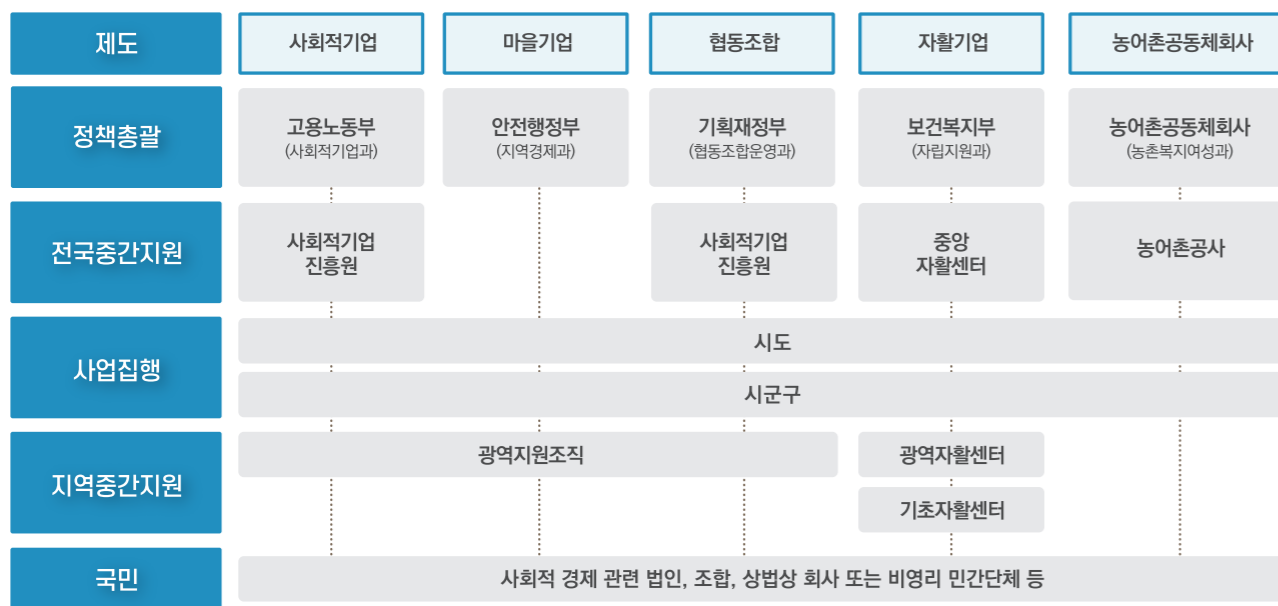 제도
사회적기업
마을기업
협동조합
자활기업
농어촌공동체회사
정책총괄
고용노동부
(사회적기업과)
안전행정부
(지역경제과)
기획재정부
(협동조합운영과)
보건복지부
(자립지원과)
농어촌공동체회사
(농촌복지여성과)
전국중간지원
사회적기업
진흥원
사회적기업
진흥원
중앙
자활센터
농어촌공사
사업집행
시도
시군구
지역중간지원
광역지원조직
광역자활센터
기초자활센터
국민
사회적 경제 관련 법인, 조합, 상법상 회사 또는 비영리 민간단체 등